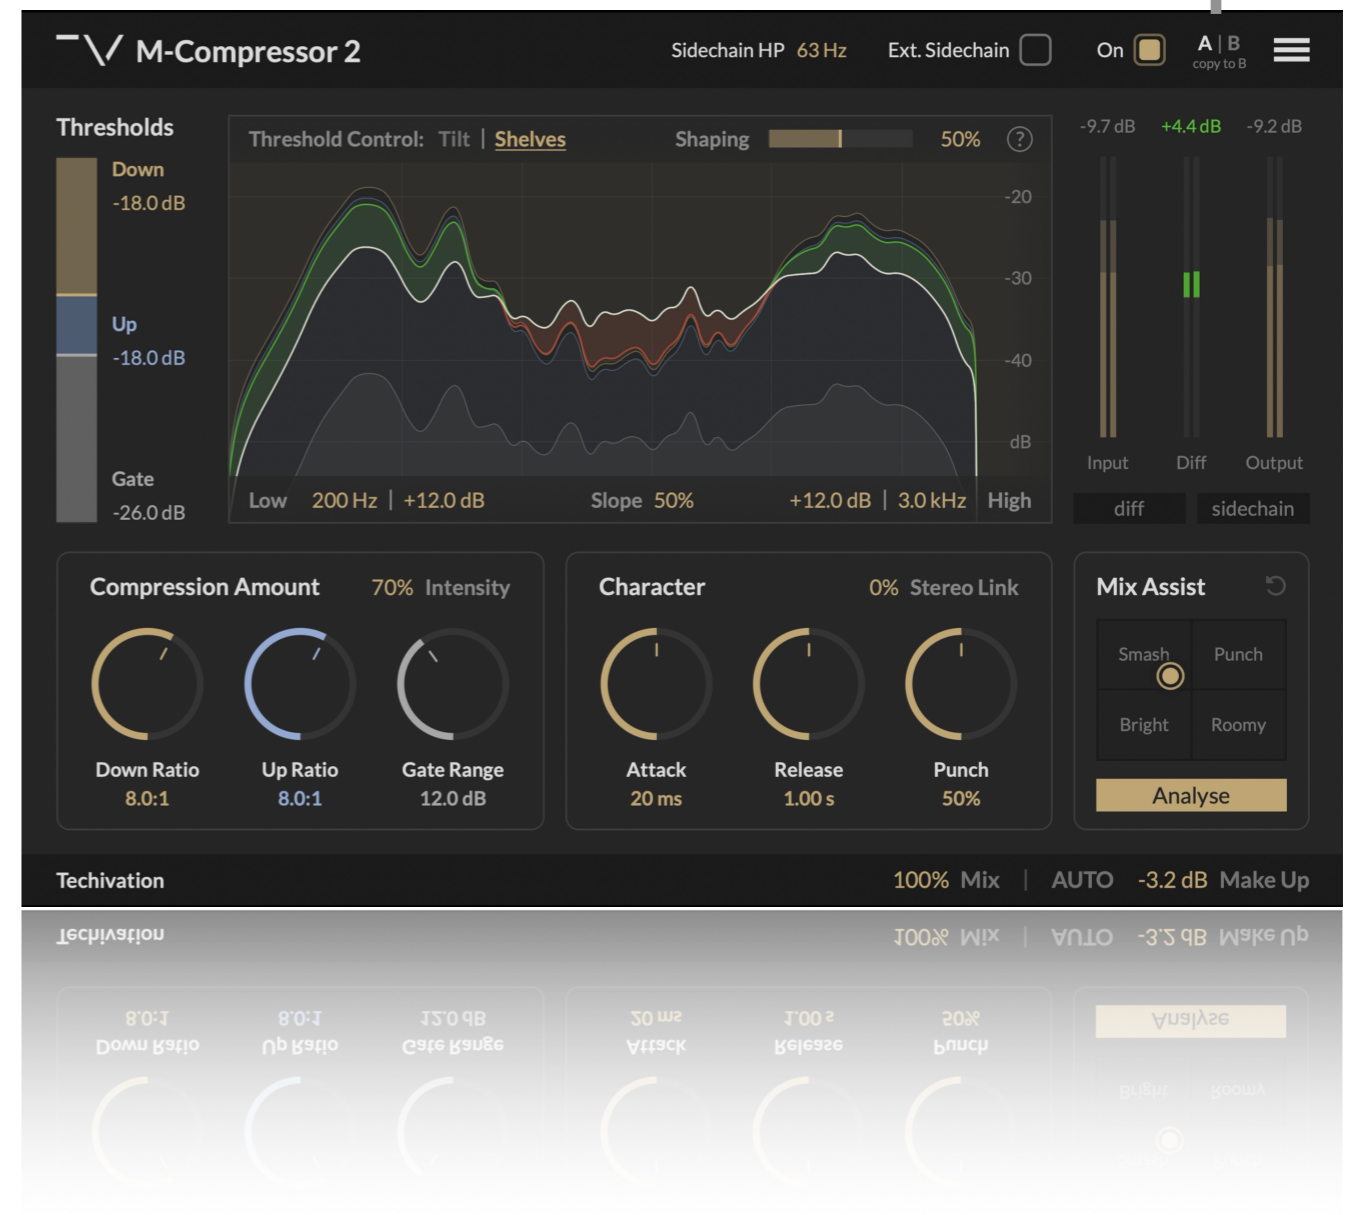 M-Compressor 2
Sidechain HP 63 Hz Ext. Sidechain On A | B
copy to B
Thresholds
Down
-18.0 dB
Up
-18.0 dB
Gate
-26.0 dB
Threshold Control: Tilt | Shelves Shaping 50% ?
-20
-30
-40
dB
Low 200 Hz | +12.0 dB Slope 50% +12.0 dB | 3.0 kHz High
-9.7 dB +4.4 dB -9.2 dB
Input Diff Output
diff sidechain
Compression Amount 70% Intensity
Down Ratio Up Ratio Gate Range
8.0:1 8.0:1 12.0 dB
Character 0% Stereo Link
Attack Release Punch
20 ms 1.00 s 50%
Mix Assist
Smash Punch
Bright Roomy
Analyse
Techivation 100% Mix | AUTO -3.2 dB Make Up